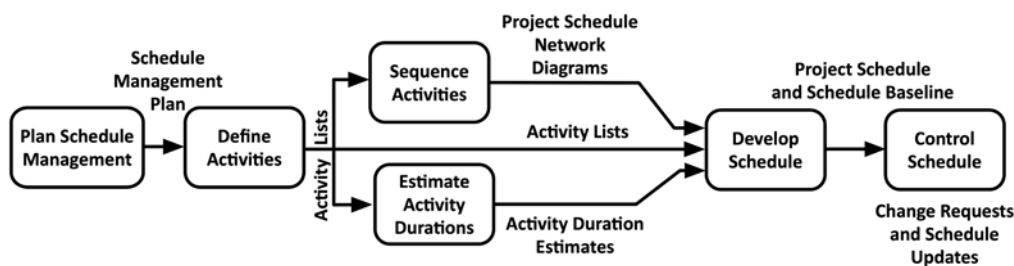 Schedule
Management
Plan
Plan Schedule
Management
Define
Activities
Activity Lists
Sequence
Activities
Project Schedule
Network
Diagrams
Activity Lists
Estimate
Activity
Durations
Activity Duration
Estimates
Develop
Schedule
Project Schedule
and Schedule Baseline
Control
Schedule
Change Requests
and Schedule
Updates